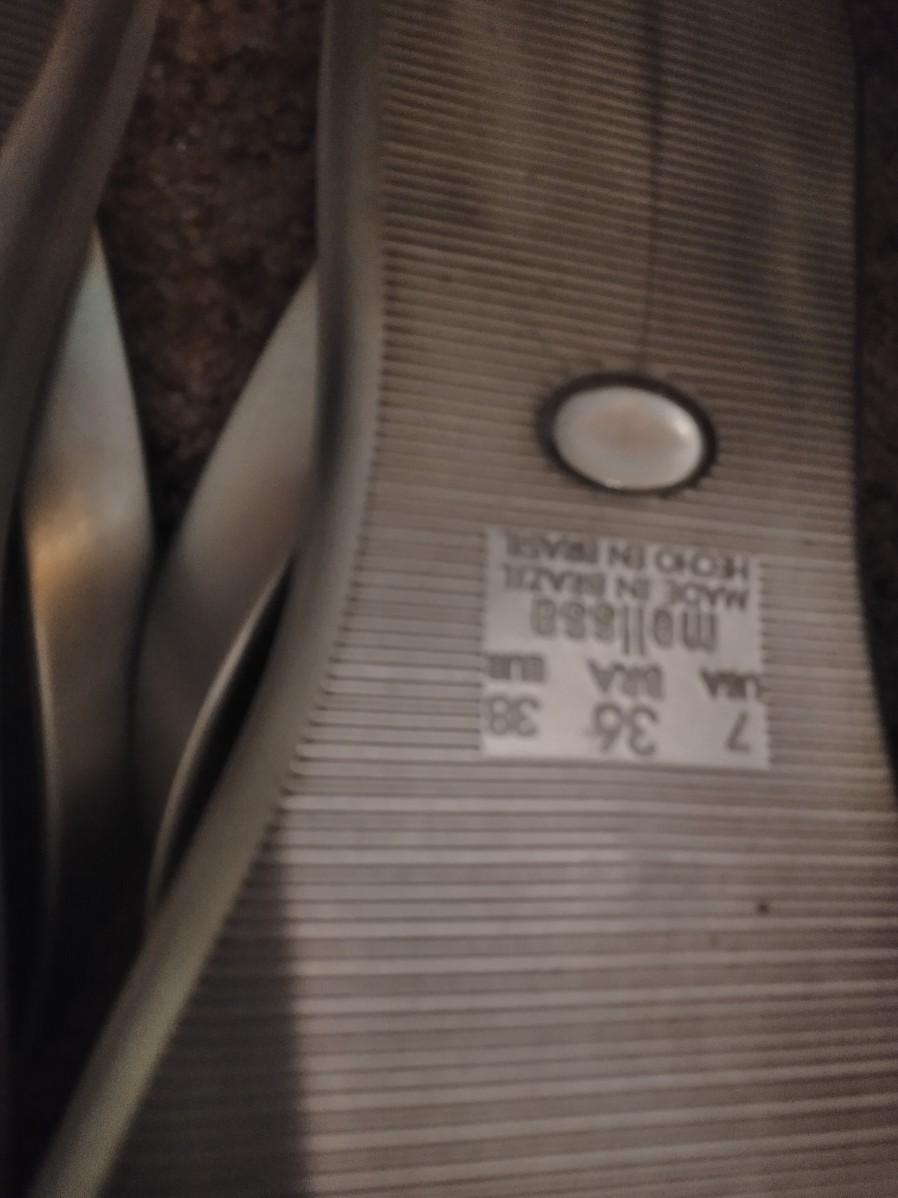 7 36 38
USA BRA EUR
melissa
MADE IN BRAZIL
HECHO EN BRASIL